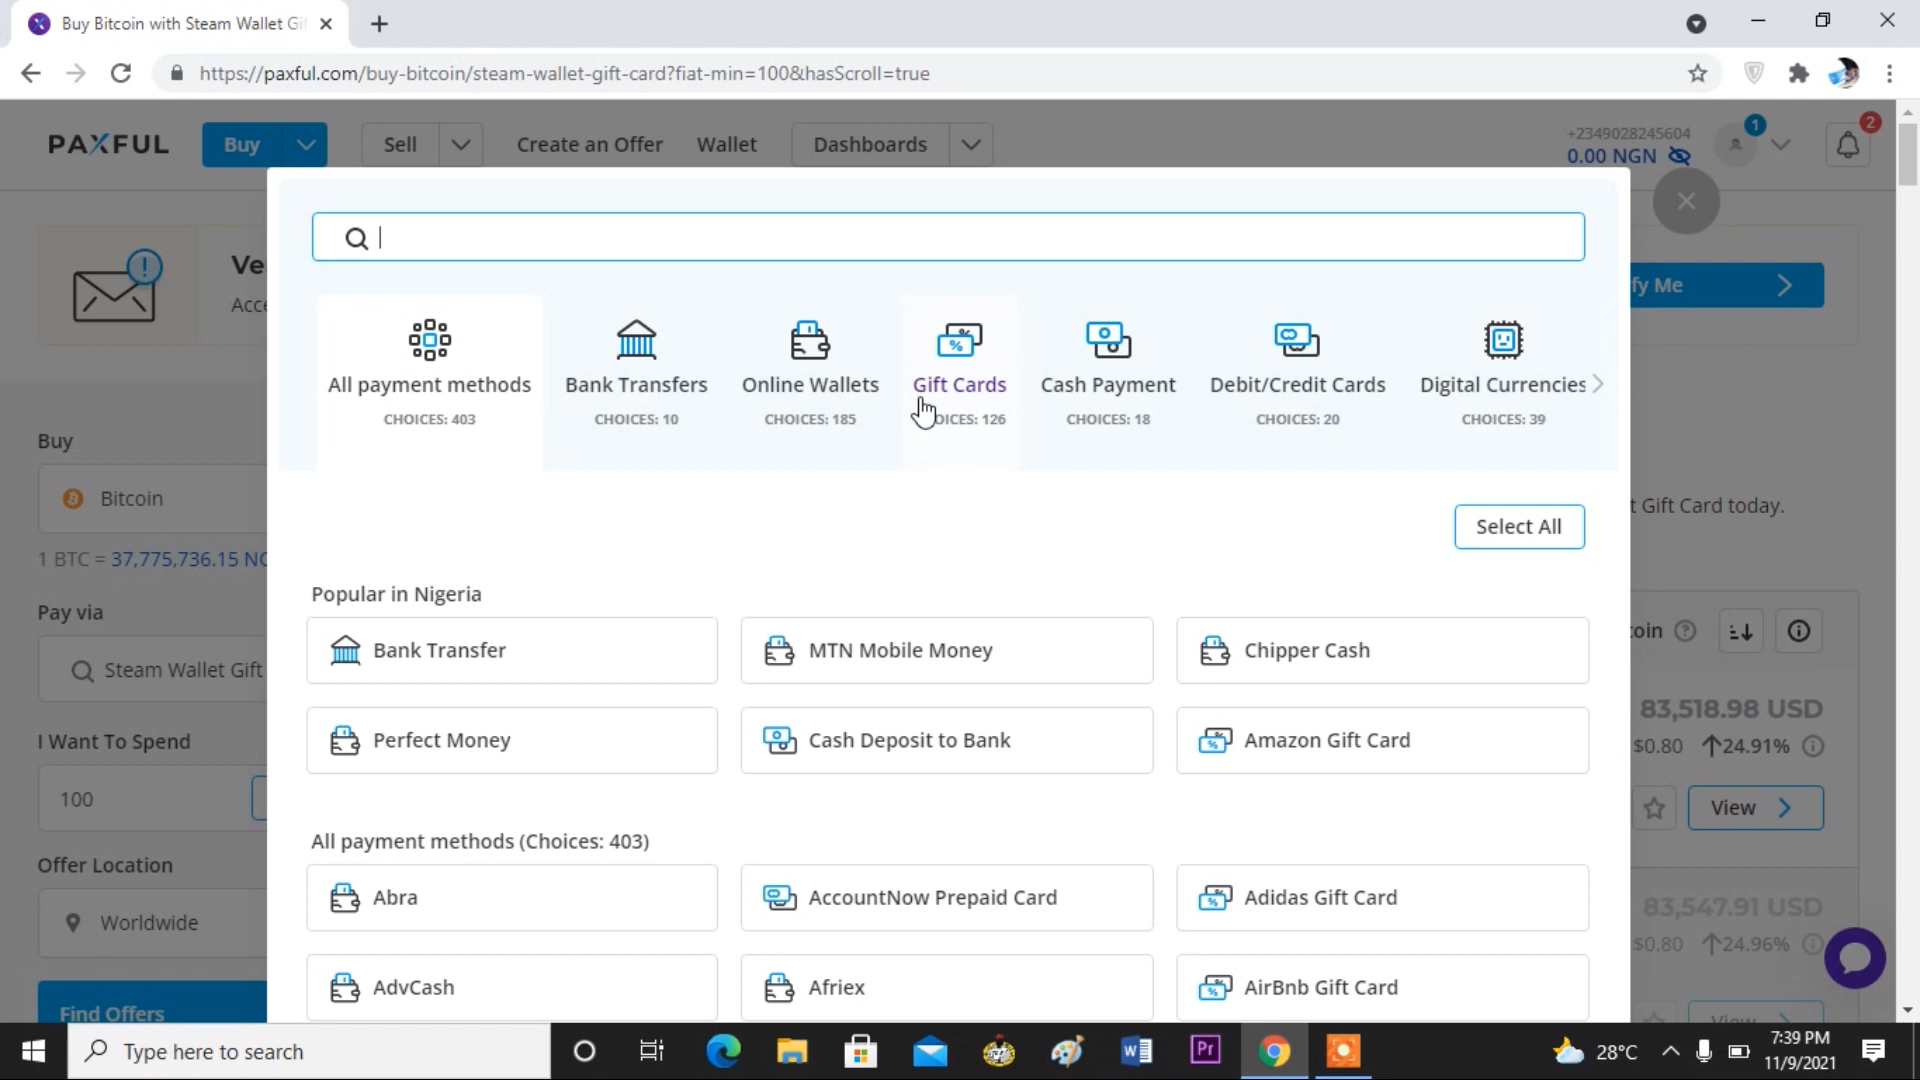 Buy Bitcoin with Steam Wallet Gi
https://paxful.com/buy-bitcoin/steam-wallet-gift-card?fiat-min=100&hasScroll=true
PAXFUL
Buy
Sell
Create an Offer
Wallet
Dashboards
+2349028245604
0.00 NGN
1
2
Ve
Acce
fy Me
All payment methods
CHOICES: 403
Bank Transfers
CHOICES: 10
Online Wallets
CHOICES: 185
Gift Cards
OICES: 126
Cash Payment
CHOICES: 18
Debit/Credit Cards
CHOICES: 20
Digital Currencies
CHOICES: 39
Buy
Bitcoin
1 BTC = 37,775,736.15 NG
t Gift Card today.
Select All
Popular in Nigeria
Bank Transfer
MTN Mobile Money
Chipper Cash
Perfect Money
Cash Deposit to Bank
Amazon Gift Card
Pay via
Steam Wallet Gift
I Want To Spend
100
Offer Location
Worldwide
Find Offers
All payment methods (Choices: 403)
Abra
AccountNow Prepaid Card
Adidas Gift Card
AdvCash
Afriex
AirBnb Gift Card
coin
83,518.98 USD
$0.80 24.91%
View
83,547.91 USD
$0.80 24.96%
View
Type here to search
W
Pr
28°C
7:39 PM
11/9/2021